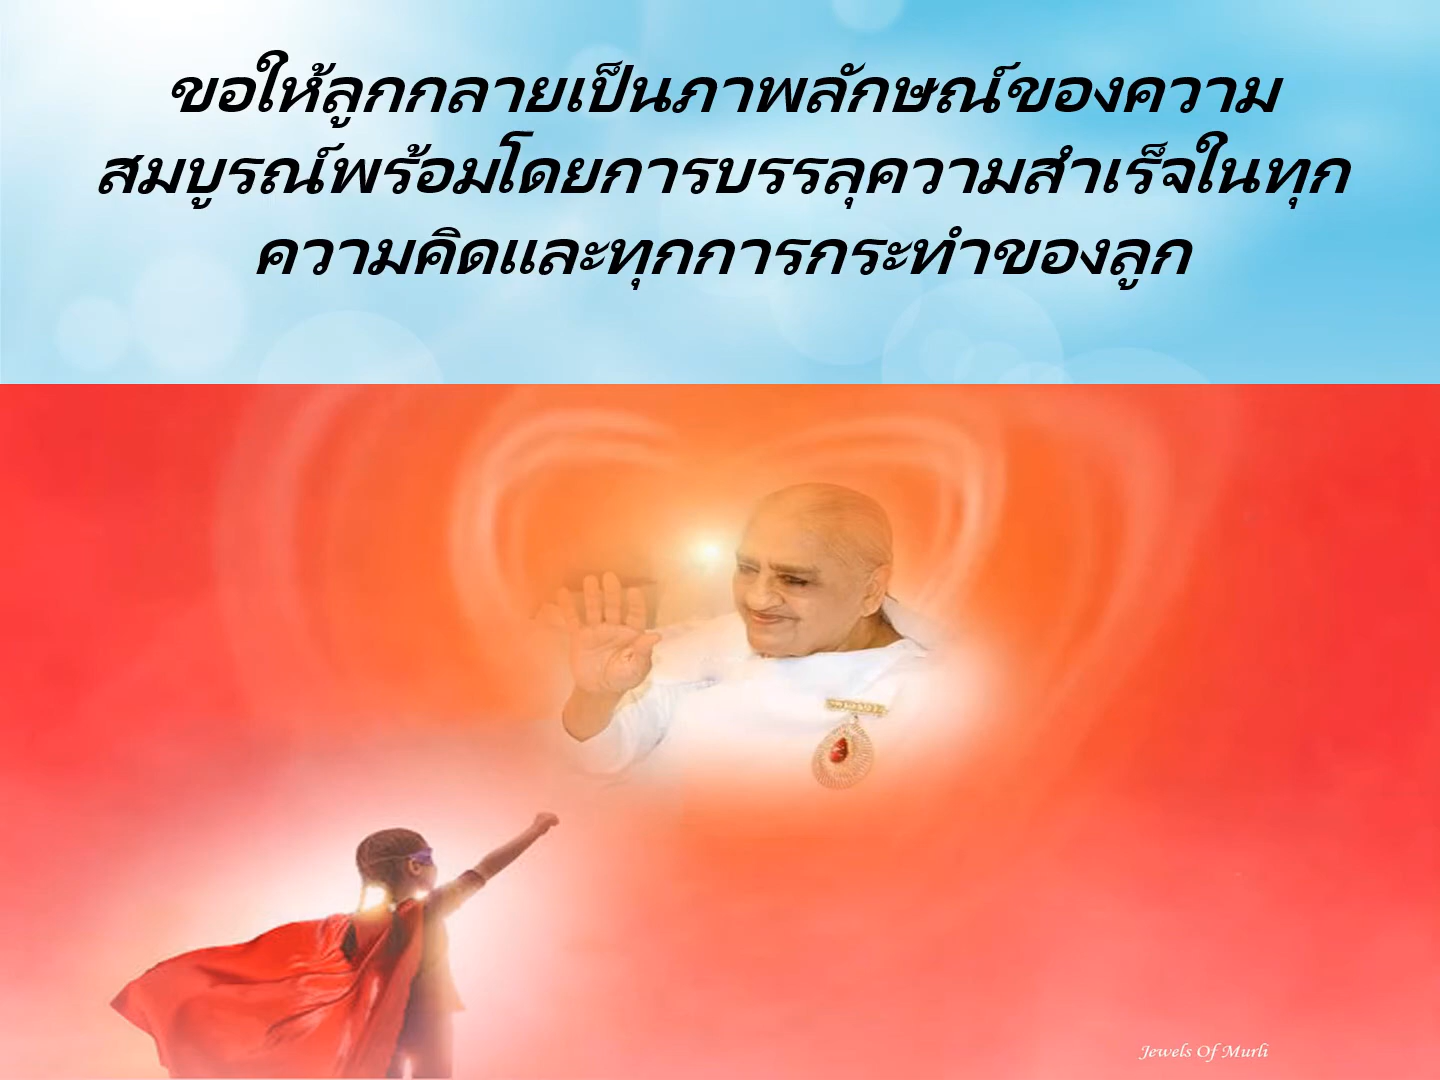 ขอให้ลูกกลายเป็นภาพลักษณ์ของความ
สมบูรณ์พร้อมโดยการบรรลุความสำเร็จในทุก
ความคิดและทุกการกระทำของลูก
Jewels Of Murli